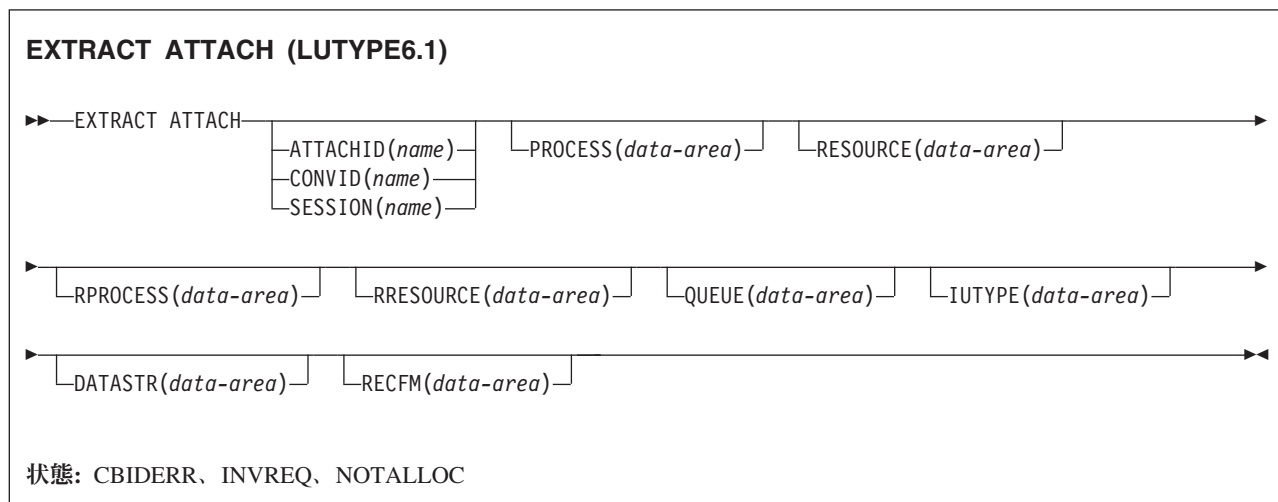 EXTRACT ATTACH (LUTYPE6.1)
EXTRACT ATTACH
ATTACHID(name)
CONVID(name)
SESSION(name)
PROCESS(data-area)
RESOURCE(data-area)
RPROCESS(data-area)
RRESOURCE(data-area)
QUEUE(data-area)
IUTYPE(data-area)
DATASTR(data-area)
RECFM(data-area)
状態: CBIDERR、INVREQ、NOTALLOC